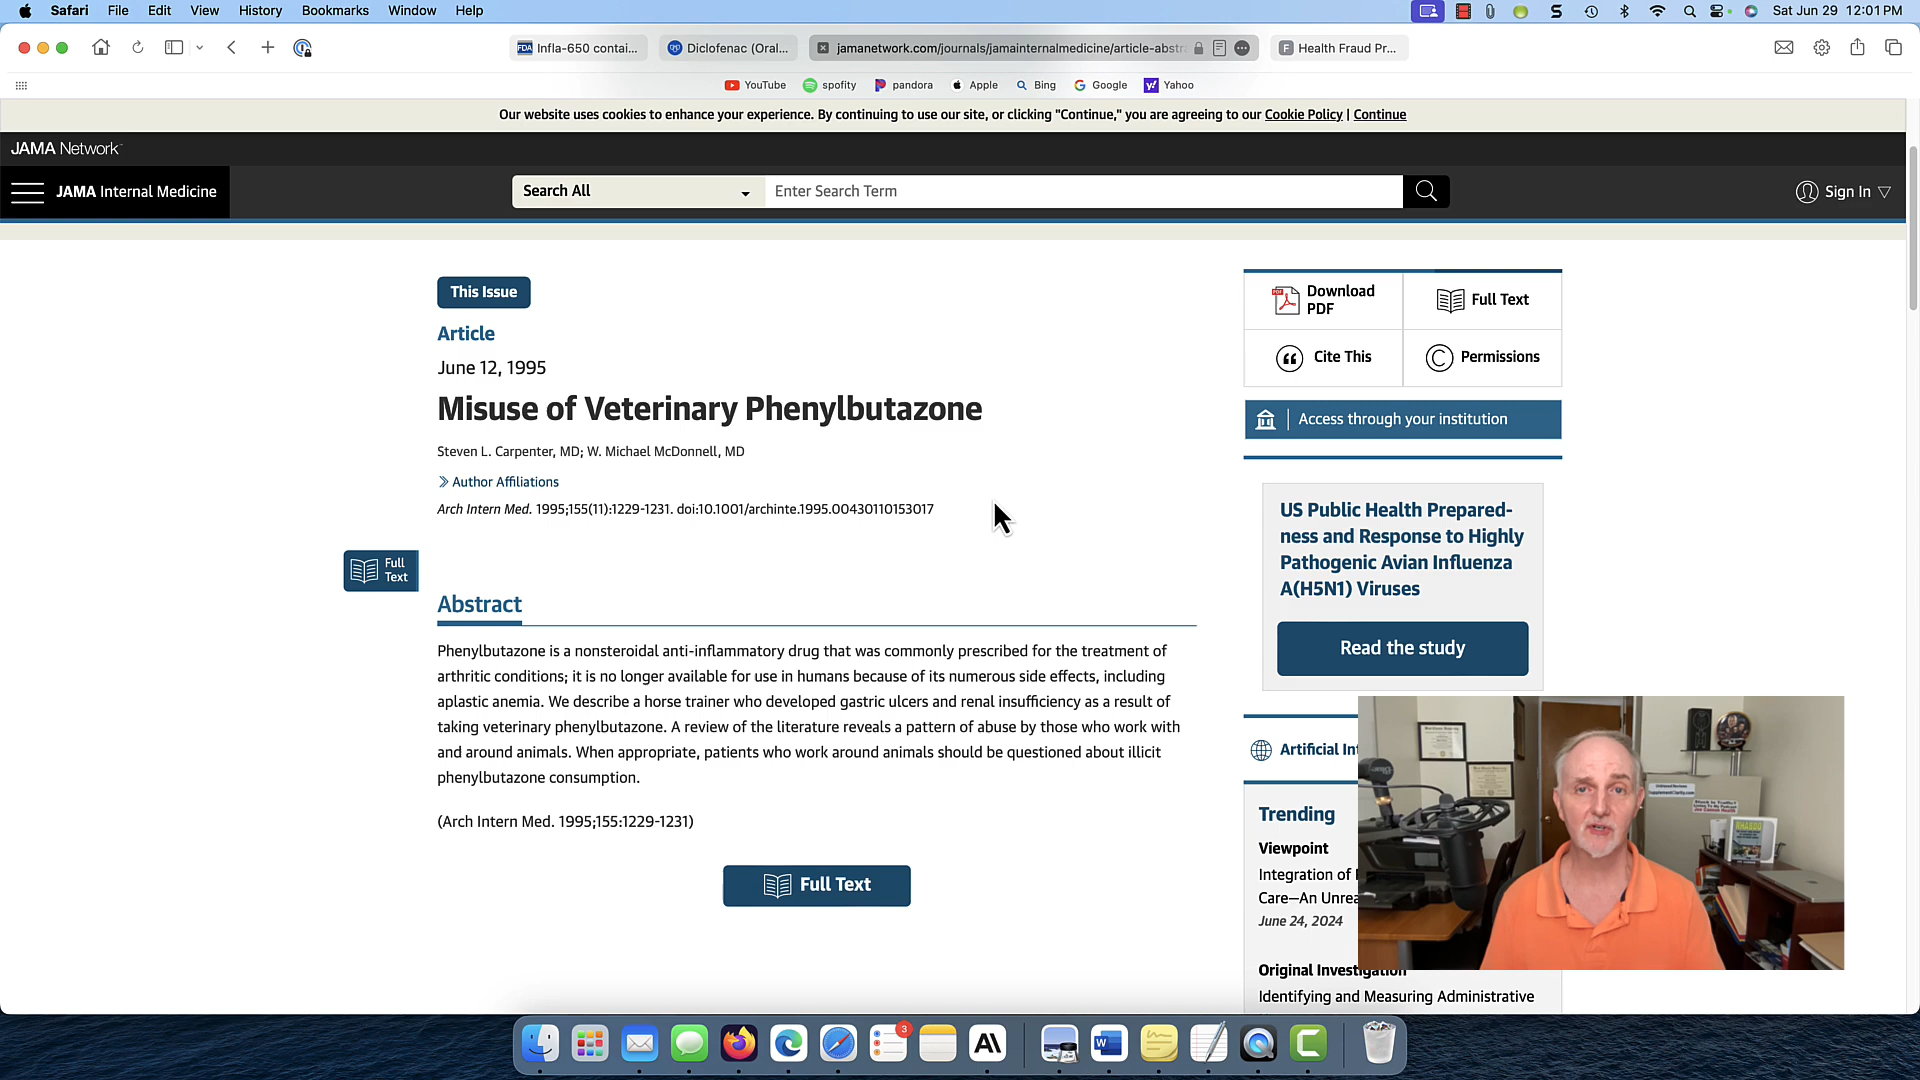 Safari File Edit View History Bookmarks Window Help Sat Jun 29 12:01 PM
FDA Infla-650 contai... Diclofenac (Oral... jamanetwork.com/journals/jamainternalmedicine/article-abstr F Health Fraud Pr...
YouTube spofity pandora Apple Bing Google Yahoo
Our website uses cookies to enhance your experience. By continuing to use our site, or clicking "Continue," you are agreeing to our Cookie Policy | Continue
JAMA Network
JAMA Internal Medicine Search All Enter Search Term Sign In
This Issue
Article
June 12, 1995
Misuse of Veterinary Phenylbutazone
Steven L. Carpenter, MD; W. Michael McDonnell, MD
Author Affiliations
Arch Intern Med. 1995;155(11):1229-1231. doi:10.1001/archinte.1995.00430110153017
Full
Text
Abstract
Phenylbutazone is a nonsteroidal anti-inflammatory drug that was commonly prescribed for the treatment of
arthritic conditions; it is no longer available for use in humans because of its numerous side effects, including
aplastic anemia. We describe a horse trainer who developed gastric ulcers and renal insufficiency as a result of
taking veterinary phenylbutazone. A review of the literature reveals a pattern of abuse by those who work with
and around animals. When appropriate, patients who work around animals should be questioned about illicit
phenylbutazone consumption.
(Arch Intern Med. 1995;155:1229-1231)
Full Text
Download
PDF
Full Text
Cite This
Permissions
Access through your institution
US Public Health Prepared-
ness and Response to Highly
Pathogenic Avian Influenza
A(H5N1) Viruses
Read the study
Artificial In
Trending
Viewpoint
Integration of
Care—An Unrea
June 24, 2024
Original Investigation
Identifying and Measuring Administrative
3